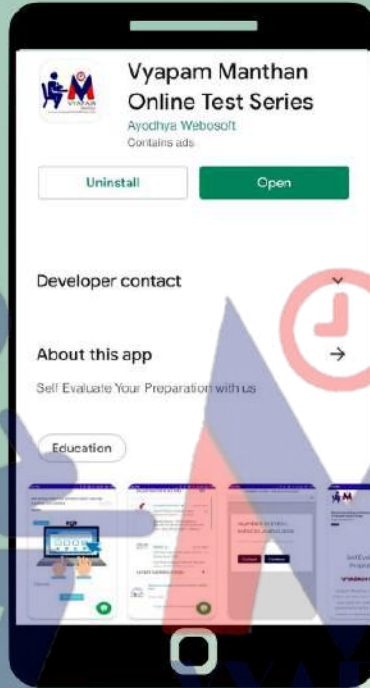 Vyapam Manthan
Online Test Series
Ayodhya Webosoft
Contains ads
Uninstall
Open
Developer contact
About this app
Self Evaluate Your Preparation with us
Education